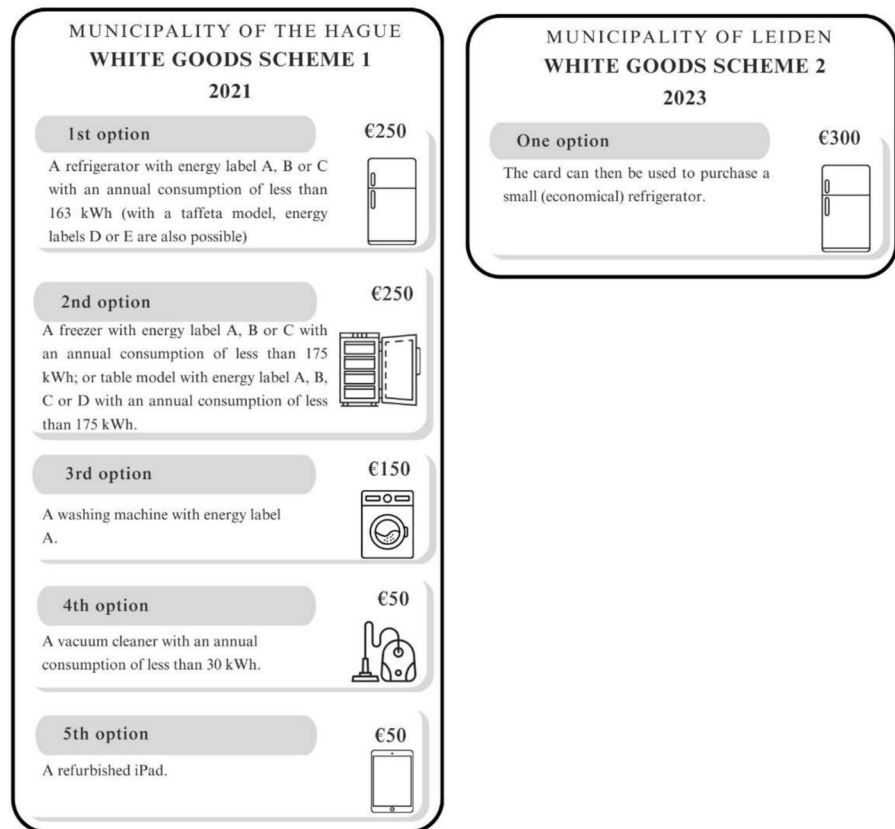 MUNICIPALITY OF THE HAGUE
WHITE GOODS SCHEME 1
2021
1st option
€250
A refrigerator with energy label A, B or C
with an annual consumption of less than
163 kWh (with a taffeta model, energy
labels D or E are also possible)
2nd option
€250
A freezer with energy label A, B or C with
an annual consumption of less than 175
kWh; or table model with energy label A, B,
C or D with an annual consumption of less
than 175 kWh.
3rd option
€150
A washing machine with energy label
A.
4th option
€50
A vacuum cleaner with an annual
consumption of less than 30 kWh.
5th option
€50
A refurbished iPad.
MUNICIPALITY OF LEIDEN
WHITE GOODS SCHEME 2
2023
One option
€300
The card can then be used to purchase a
small (economical) refrigerator.